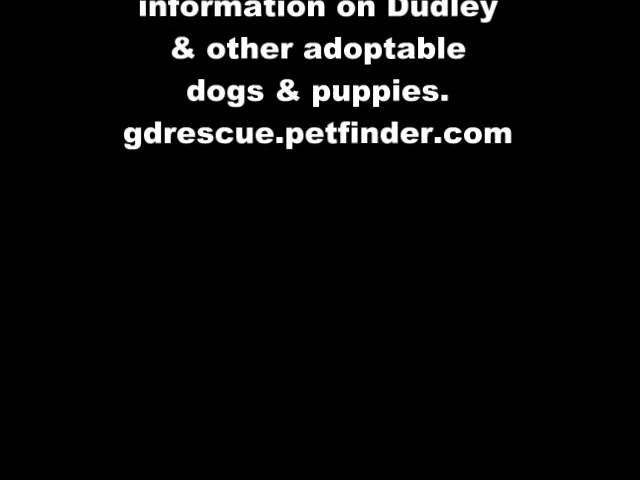 information on Dudley
& other adoptable
dogs & puppies.
gdrescue.petfinder.com